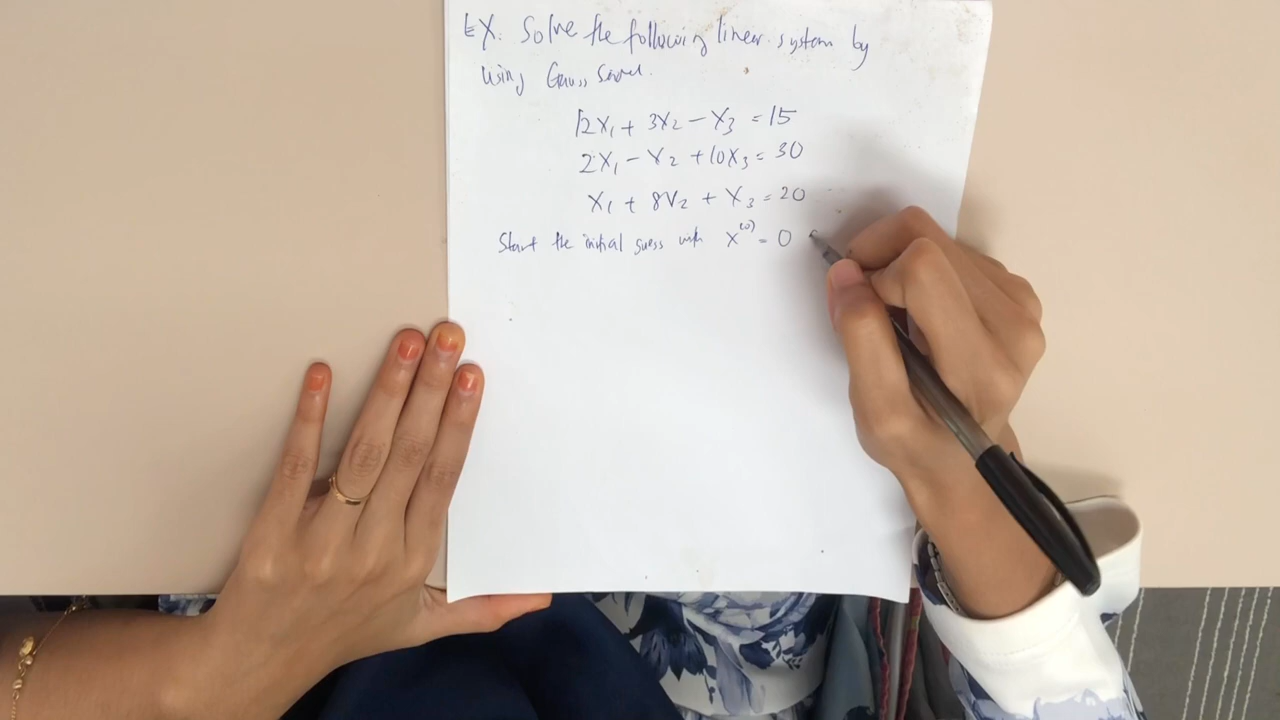 EX. Solve the following linear system by
using Gauss Seidel.
12X₁ + 3X₂ - X₃ = 15
2X₁ - X₂ + 10X₃ = 30
X₁ + 8X₂ + X₃ = 20
Start the initial guess with X⁽⁰⁾ = 0